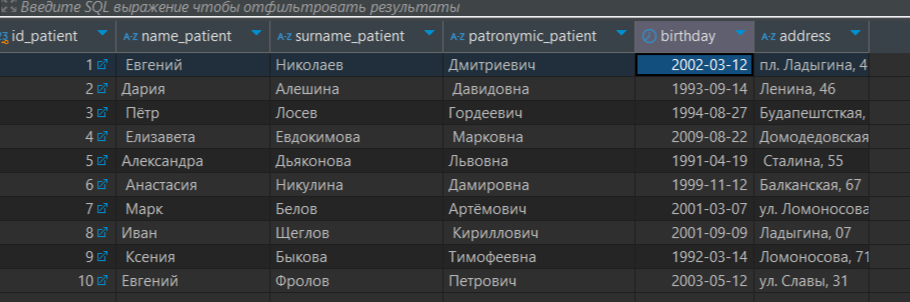 Введите SQL выражение чтобы отфильтровать результаты
id_patient A-Z name_patient A-Z surname_patient A-Z patronymic_patient birthday A-Z address
1 Евгений Николаев Дмитриевич 2002-03-12 пл. Ладыгина, 4
2 Дария Алешина Давидовна 1993-09-14 Ленина, 46
3 Пётр Лосев Гордеевич 1994-08-27 Будапештсткая,
4 Елизавета Евдокимова Марковна 2009-08-22 Домодедовская
5 Александра Дьяконова Львовна 1991-04-19 Сталина, 55
6 Анастасия Никулина Дамировна 1999-11-12 Балканская, 67
7 Марк Белов Артёмович 2001-03-07 ул. Ломоносова
8 Иван Щеглов Кириллович 2001-09-09 Ладыгина, 07
9 Ксения Быкова Тимофеевна 1992-03-14 Ломоносова, 71
10 Евгений Фролов Петрович 2003-05-12 ул. Славы, 31